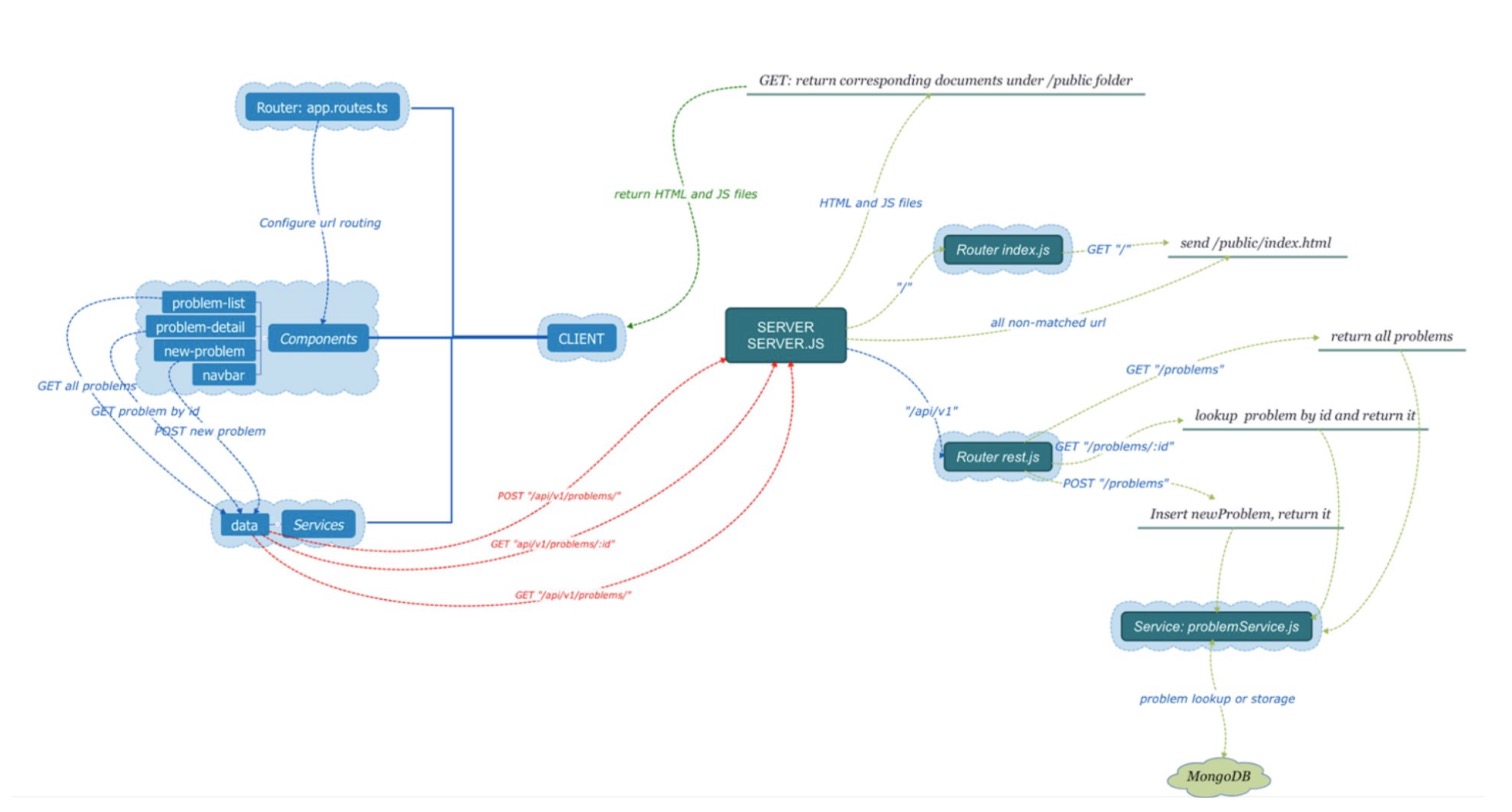 GET: return corresponding documents under /public folder
Router: app.routes.ts
return HTML and JS files
HTML and JS files
Configure url routing
Router index.js
GET "/"
send /public/index.html
"/"
problem-list
problem-detail
new-problem
navbar
Components
CLIENT
SERVER
SERVER.JS
all non-matched url
return all problems
GET "/problems"
GET all problems
GET problem by id
POST new problem
"/api/v1"
lookup  problem by id and return it
GET "/problems/:id"
Router rest.js
POST "/problems"
POST "/api/v1/problems/"
Insert newProblem, return it
data
Services
GET "api/v1/problems/:id"
GET "/api/v1/problems/"
Service: problemService.js
problem lookup or storage
MongoDB